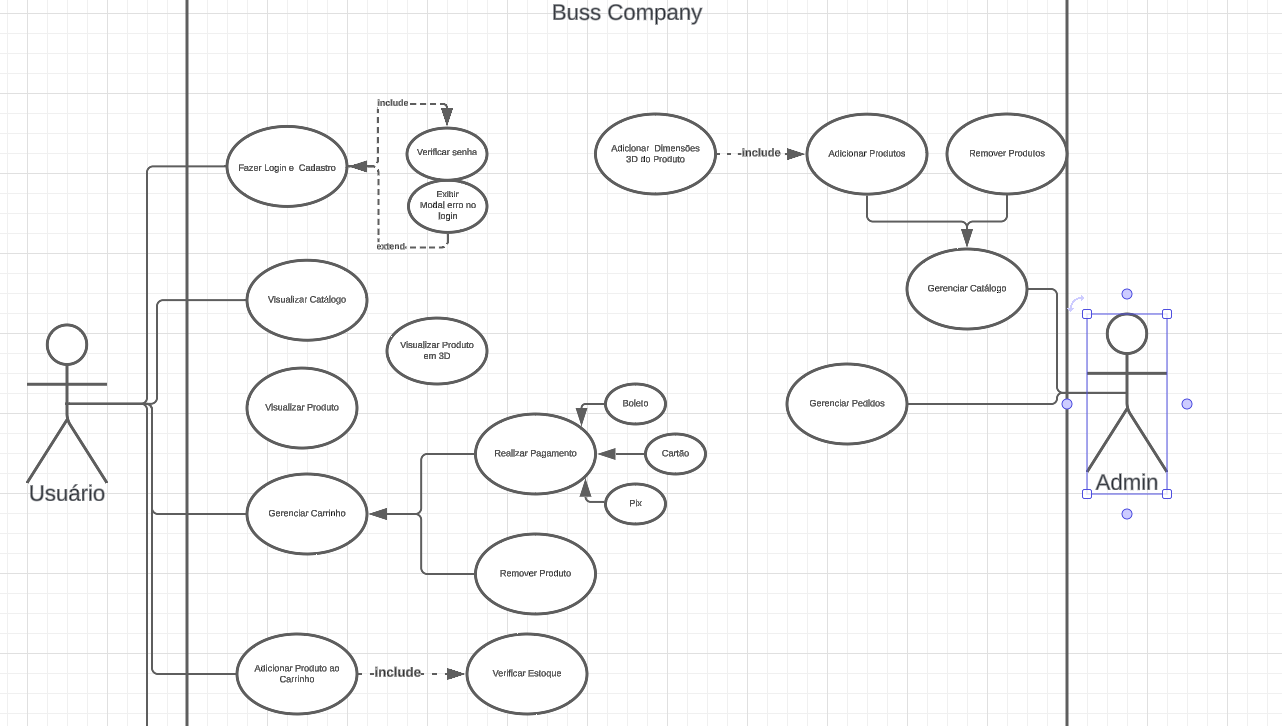 Buss Company
include
Verificar senha
Fazer Login e Cadastro
Exibir
Modal erro no
login
extend
Adicionar Dimensões
3D do Produto
include
Adicionar Produtos
Remover Produtos
Gerenciar Catálogo
Visualizar Catálogo
Visualizar Produto
em 3D
Visualizar Produto
Boleto
Realizar Pagamento
Cartão
Pix
Gerenciar Pedidos
Usuário
Admin
Gerenciar Carrinho
Remover Produto
Adicionar Produto ao
Carrinho
include
Verificar Estoque